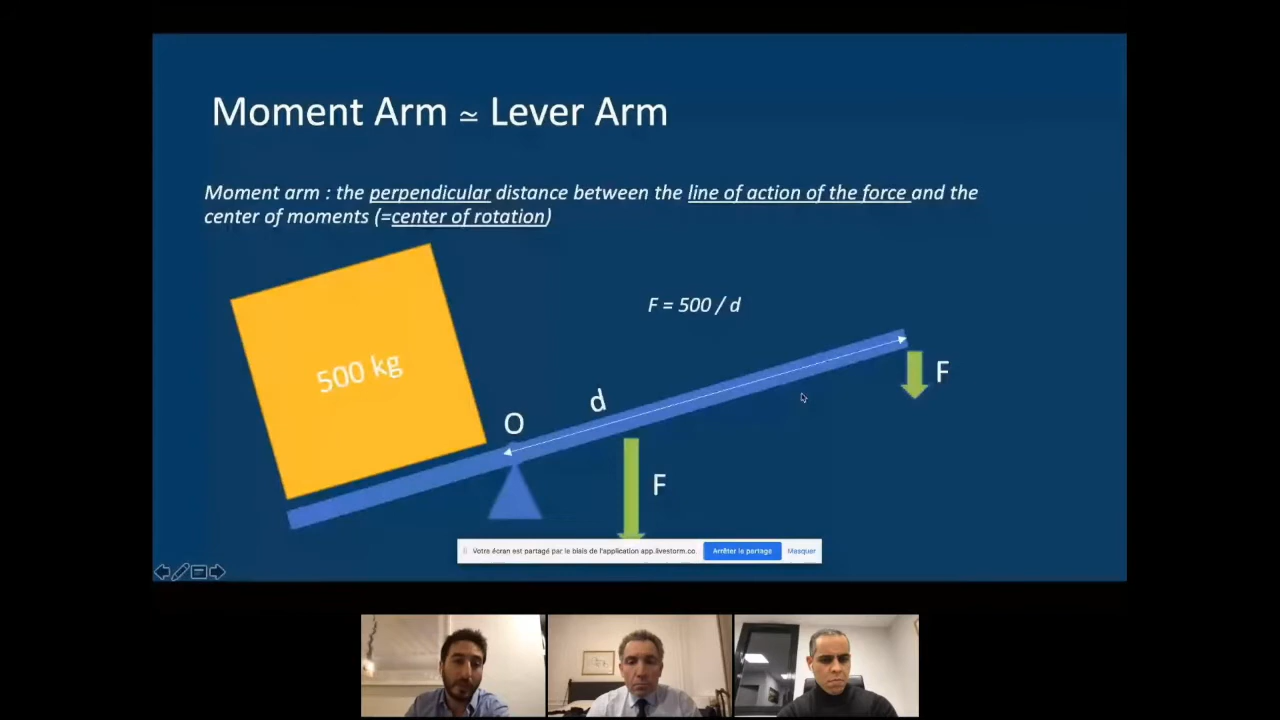 Moment Arm ≃ Lever Arm
Moment arm : the perpendicular distance between the line of action of the force and the
center of moments (=center of rotation)
F = 500 / d
500 kg
F
d
O
F
Votre écran est partagé par le biais de l'application app.livestorm.co.
Arrêter le partage
Masquer